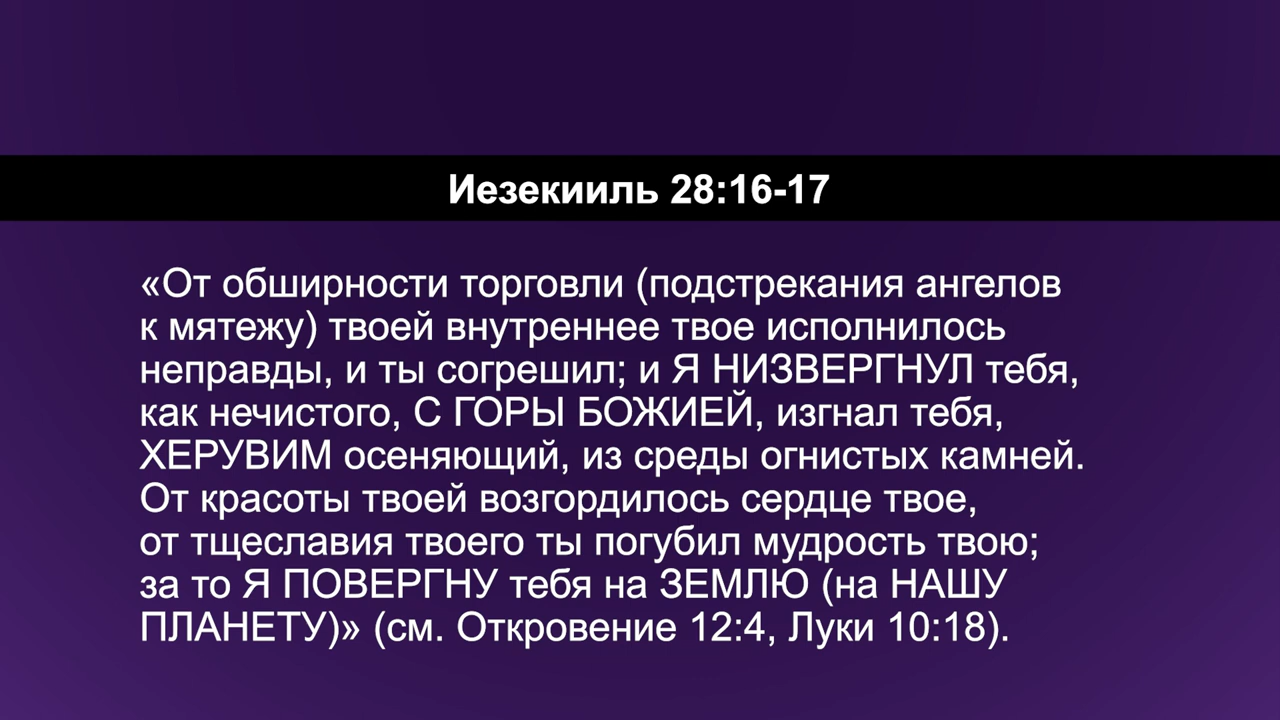 Иезекииль 28:16-17
«От обширности торговли (подстрекания ангелов
к мятежу) твоей внутреннее твое исполнилось
неправды, и ты согрешил; и Я НИЗВЕРГНУЛ тебя,
как нечистого, С ГОРЫ БОЖИЕЙ, изгнал тебя,
ХЕРУВИМ осеняющий, из среды огнистых камней.
От красоты твоей возгордилось сердце твое,
от тщеславия твоего ты погубил мудрость твою;
за то Я ПОВЕРГНУ тебя на ЗЕМЛЮ (на НАШУ
ПЛАНЕТУ)» (см. Откровение 12:4, Луки 10:18).